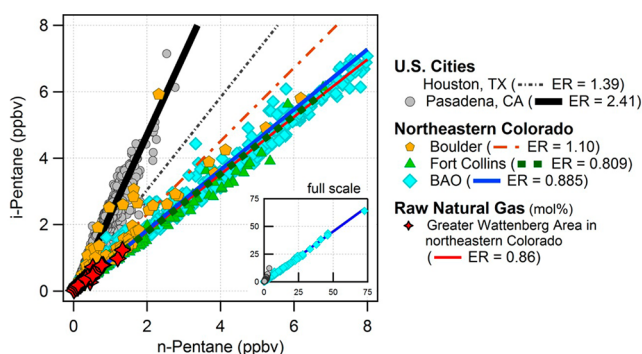 8
6
4
2
0
i-Pentane (ppbv)
0
2
4
6
8
n-Pentane (ppbv)
full scale
75
50
25
0
0
25
50
75
U.S. Cities
Houston, TX ( ER = 1.39)
Pasadena, CA ( ER = 2.41)
Northeastern Colorado
Boulder ( ER = 1.10)
Fort Collins ( ER = 0.809)
BAO ( ER = 0.885)
Raw Natural Gas (mol%)
Greater Wattenberg Area in
northeastern Colorado
( ER = 0.86)